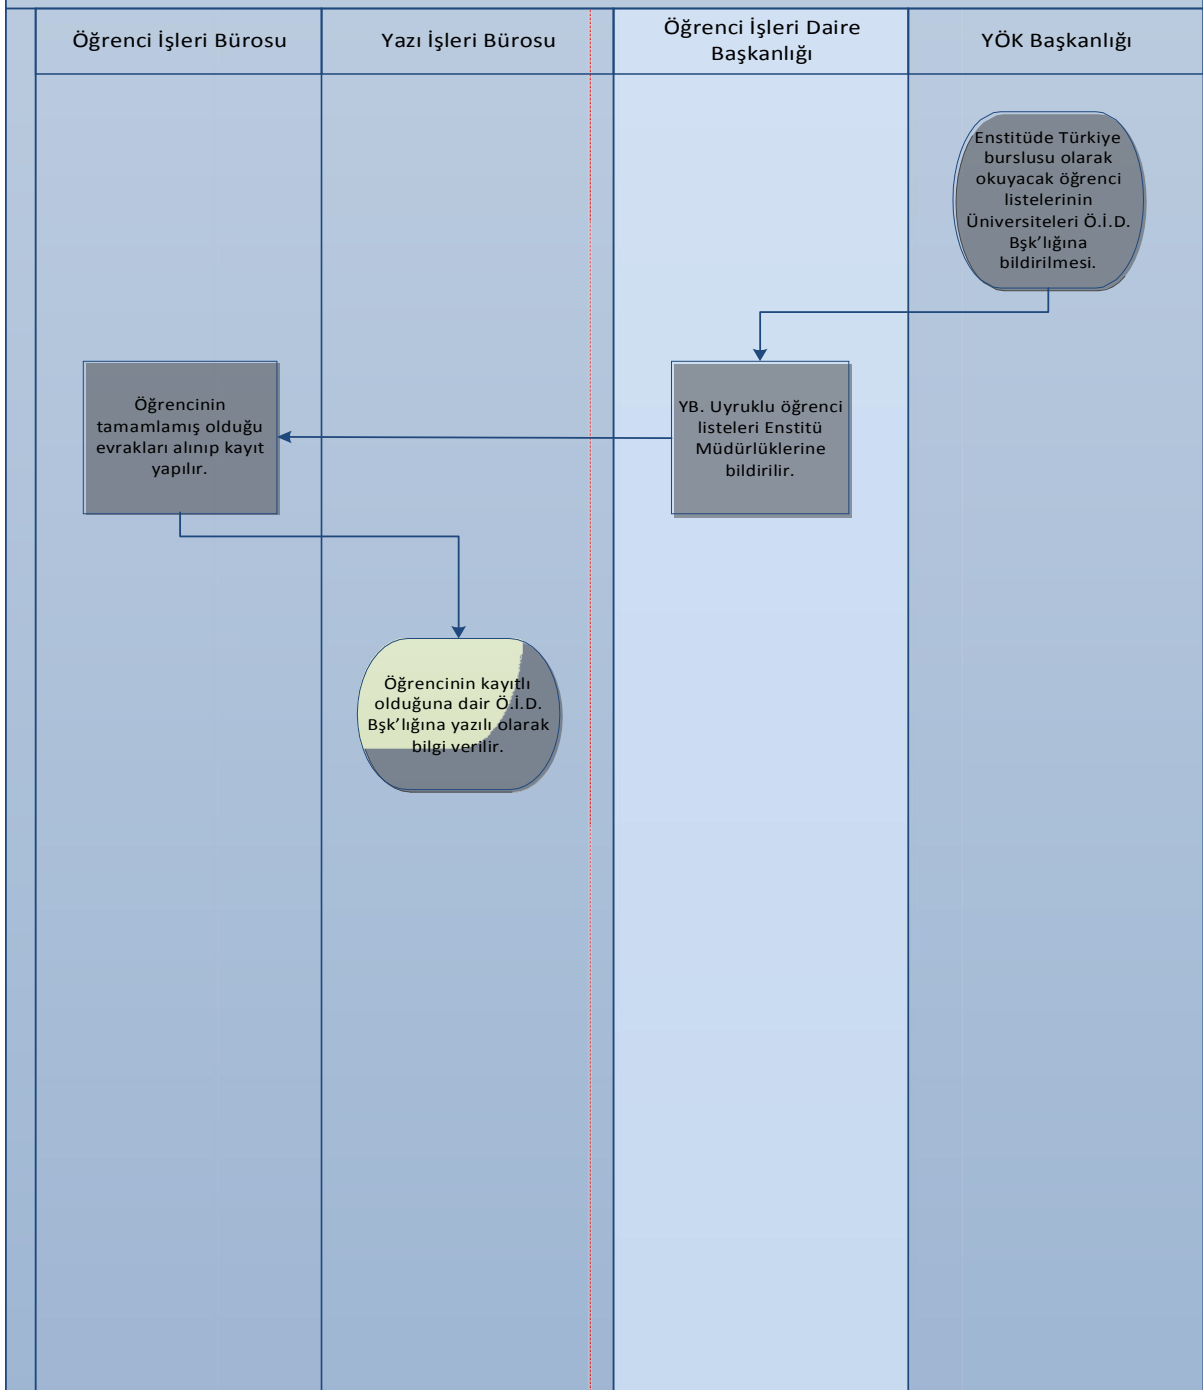 Öğrenci İşleri Bürosu
Yazı İşleri Bürosu
Öğrenci İşleri Daire
Başkanlığı
YÖK Başkanlığı
Enstitüde Türkiye
burslusu olarak
okuyacak öğrenci
listelerinin
Üniversiteleri Ö.İ.D.
Bşk’lığına
bildirilmesi.
YB. Uyruklu öğrenci
listeleri Enstitü
Müdürlüklerine
bildirilir.
Öğrencinin
tamamlamış olduğu
evrakları alınıp kayıt
yapılır.
Öğrencinin kayıtlı
olduğuna dair Ö.İ.D.
Bşk’lığına yazılı olarak
bilgi verilir.